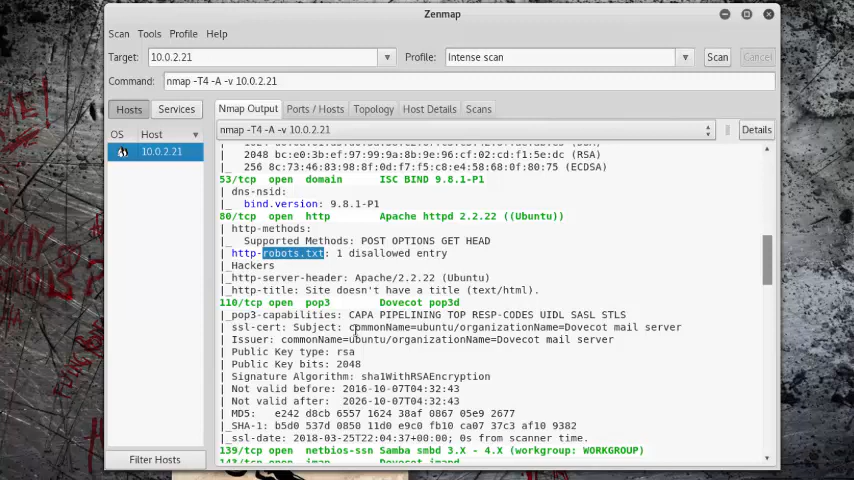 Zenmap
Scan Tools Profile Help
Target: 10.0.2.21 Profile: Intense scan Scan Cancel
Command: nmap -T4 -A -v 10.0.2.21
Hosts Services Nmap Output Ports / Hosts Topology Host Details Scans
OS Host
nmap -T4 -A -v 10.0.2.21 Details
10.0.2.21
| 2048 bc:e0:3b:ef:97:99:9a:8b:9e:96:cf:02:cd:f1:5e:dc (RSA)
|_ 256 8c:73:46:83:98:8f:0d:f7:f5:c8:e4:58:68:0f:80:75 (ECDSA)
53/tcp open domain ISC BIND 9.8.1-P1
| dns-nsid:
|_ bind.version: 9.8.1-P1
80/tcp open http Apache httpd 2.2.22 ((Ubuntu))
| http-methods:
|_ Supported Methods: POST OPTIONS GET HEAD
| http-robots.txt: 1 disallowed entry
|_Hackers
|_http-server-header: Apache/2.2.22 (Ubuntu)
|_http-title: Site doesn't have a title (text/html).
110/tcp open pop3 Dovecot pop3d
|_pop3-capabilities: CAPA PIPELINING TOP RESP-CODES UIDL SASL STLS
| ssl-cert: Subject: commonName=ubuntu/organizationName=Dovecot mail server
| Issuer: commonName=ubuntu/organizationName=Dovecot mail server
| Public Key type: rsa
| Public Key bits: 2048
| Signature Algorithm: sha1WithRSAEncryption
| Not valid before: 2016-10-07T04:32:43
| Not valid after: 2026-10-07T04:32:43
| MD5: e242 d8cb 6557 1624 38af 0867 05e9 2677
|_SHA-1: b5d0 537d 0850 11d0 e9c0 fb10 ca07 37c3 af10 9382
|_ssl-date: 2018-03-25T22:04:37+00:00; 0s from scanner time.
139/tcp open netbios-ssn Samba smbd 3.X - 4.X (workgroup: WORKGROUP)
143/tcp open imap Dovecot imapd
Filter Hosts